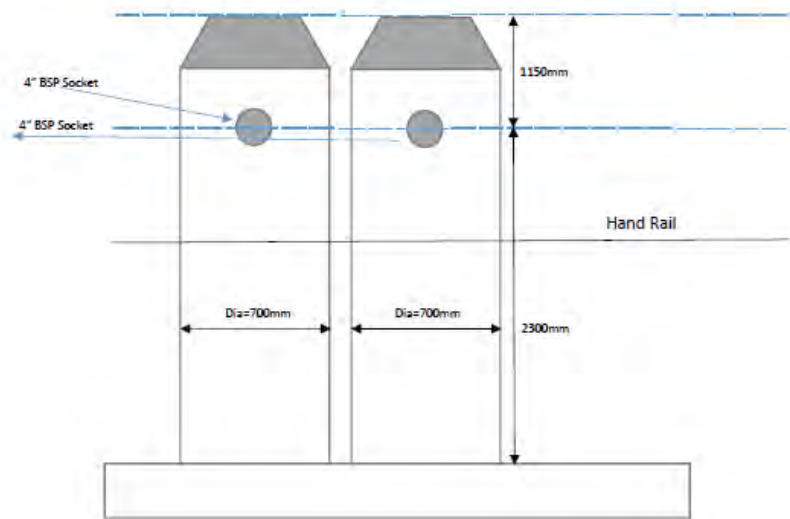 1150mm
4" BSP Socket
4" BSP Socket
Hand Rail
Dia=700mm
Dia=700mm
2300mm